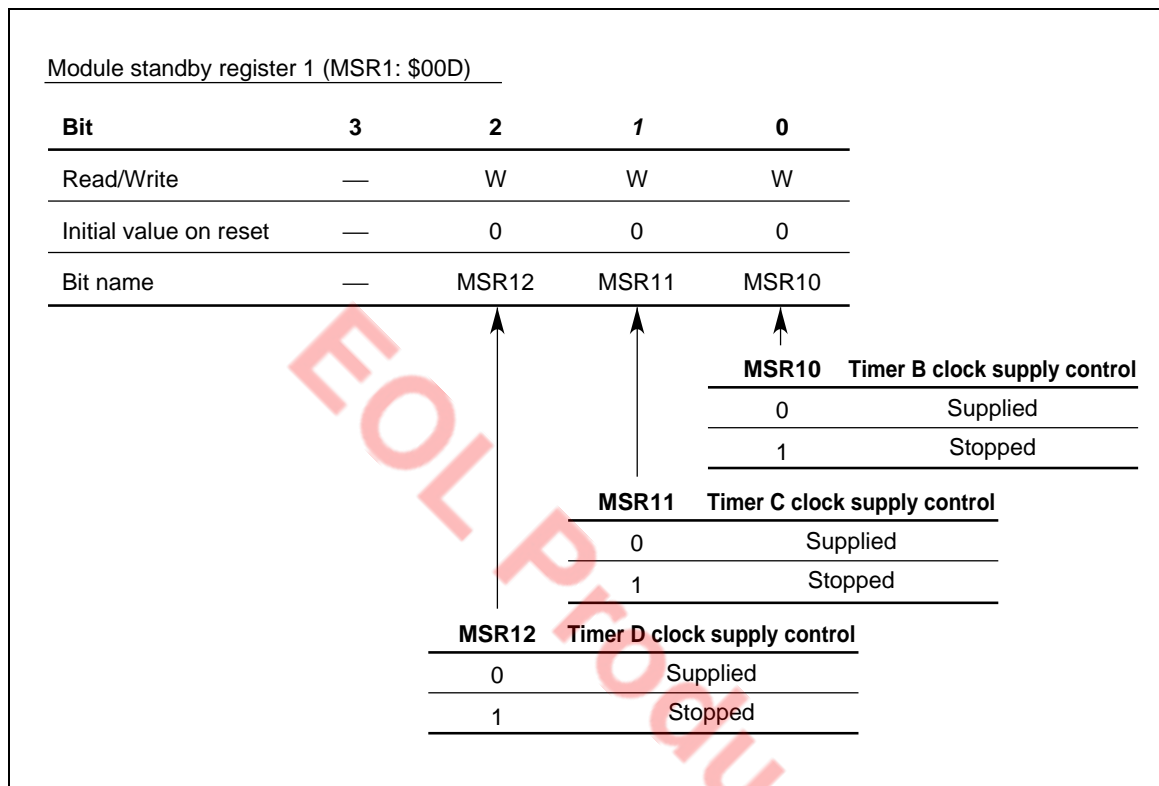 Module standby register 1 (MSR1: $00D)
Bit 3 2 1 0
Read/Write — W W W
Initial value on reset — 0 0 0
Bit name — MSR12 MSR11 MSR10
MSR10 Timer B clock supply control
0 Supplied
1 Stopped
MSR11 Timer C clock supply control
0 Supplied
1 Stopped
MSR12 Timer D clock supply control
0 Supplied
1 Stopped
EOL Produ